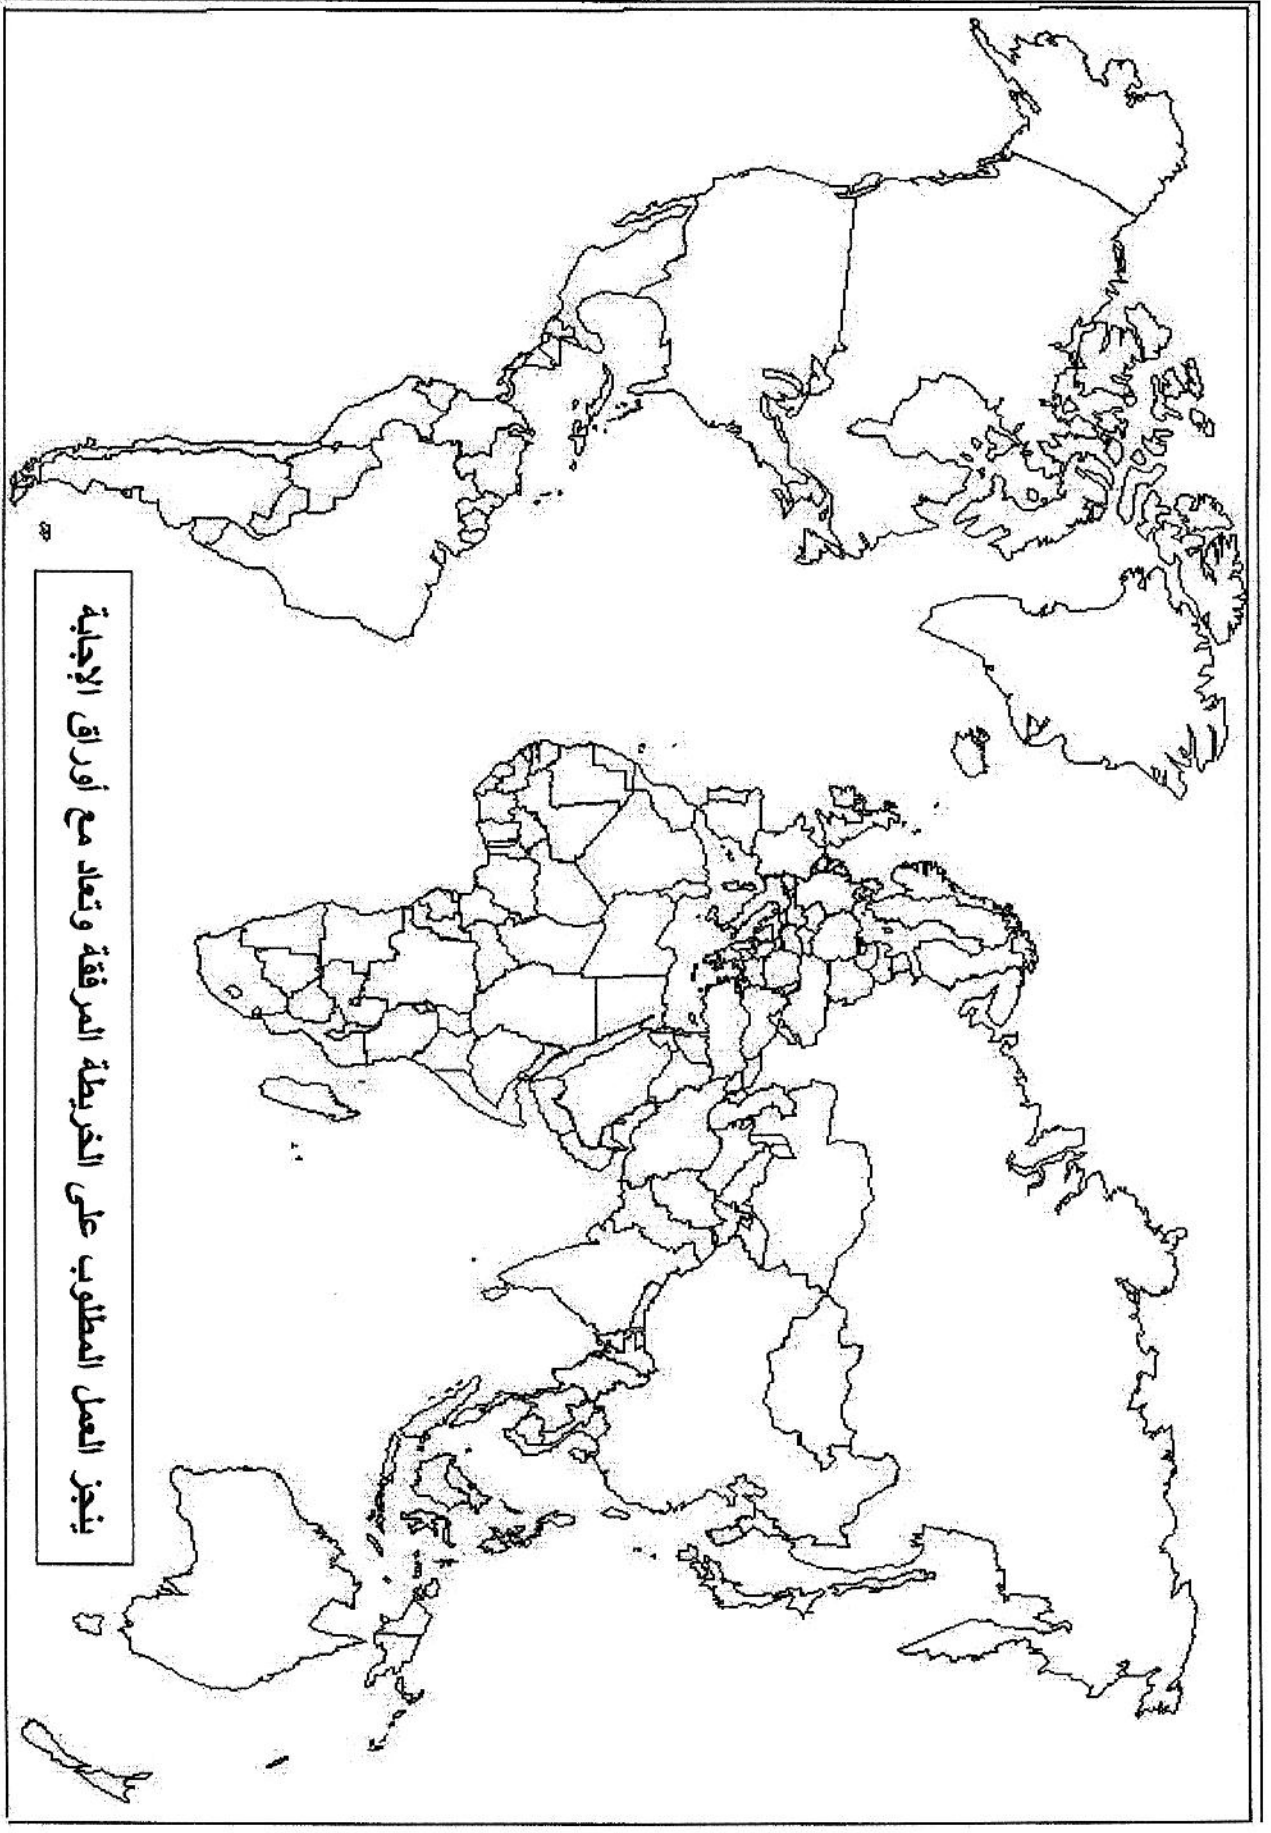 ينجز العمل المطلوب على الخريطة المرفقة وتعاد مع أوراق الإجابة